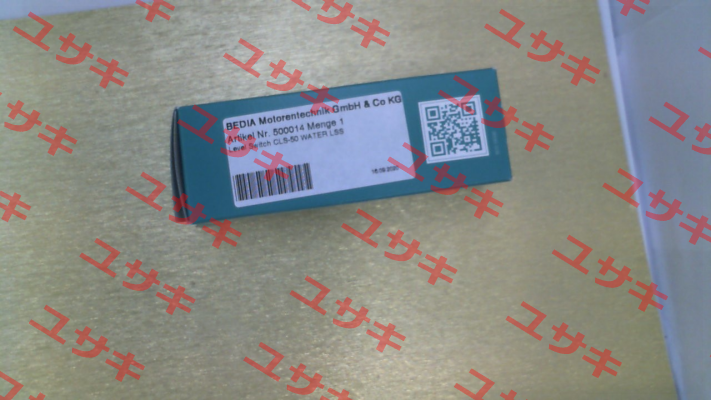 BEDIA Motorentechnik GmbH & Co KG
Artikel Nr. 500014 Menge 1
Level Switch CLS-50 WATER LSS
ユサキ